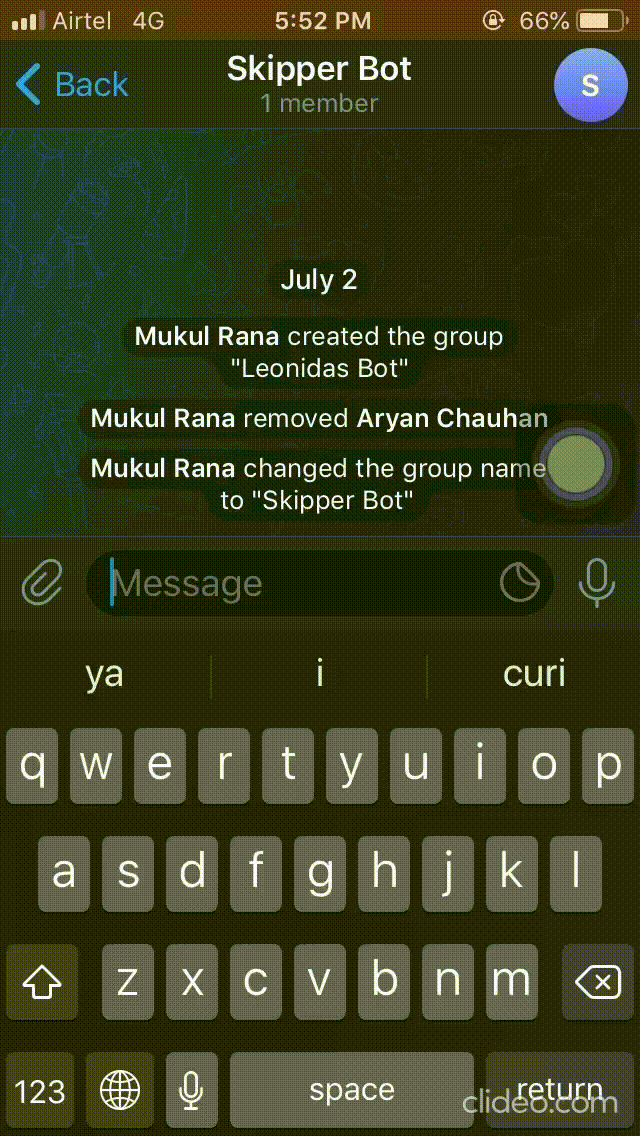 Airtel 4G 5:52 PM 66%
Back
Skipper Bot
1 member
S
July 2
Mukul Rana created the group
"Leonidas Bot"
Mukul Rana removed Aryan Chauhan
Mukul Rana changed the group name
to "Skipper Bot"
Message
ya i curi
q w e r t y u i o p
a s d f g h j k l
z x c v b n m
123 space return
clideo.com